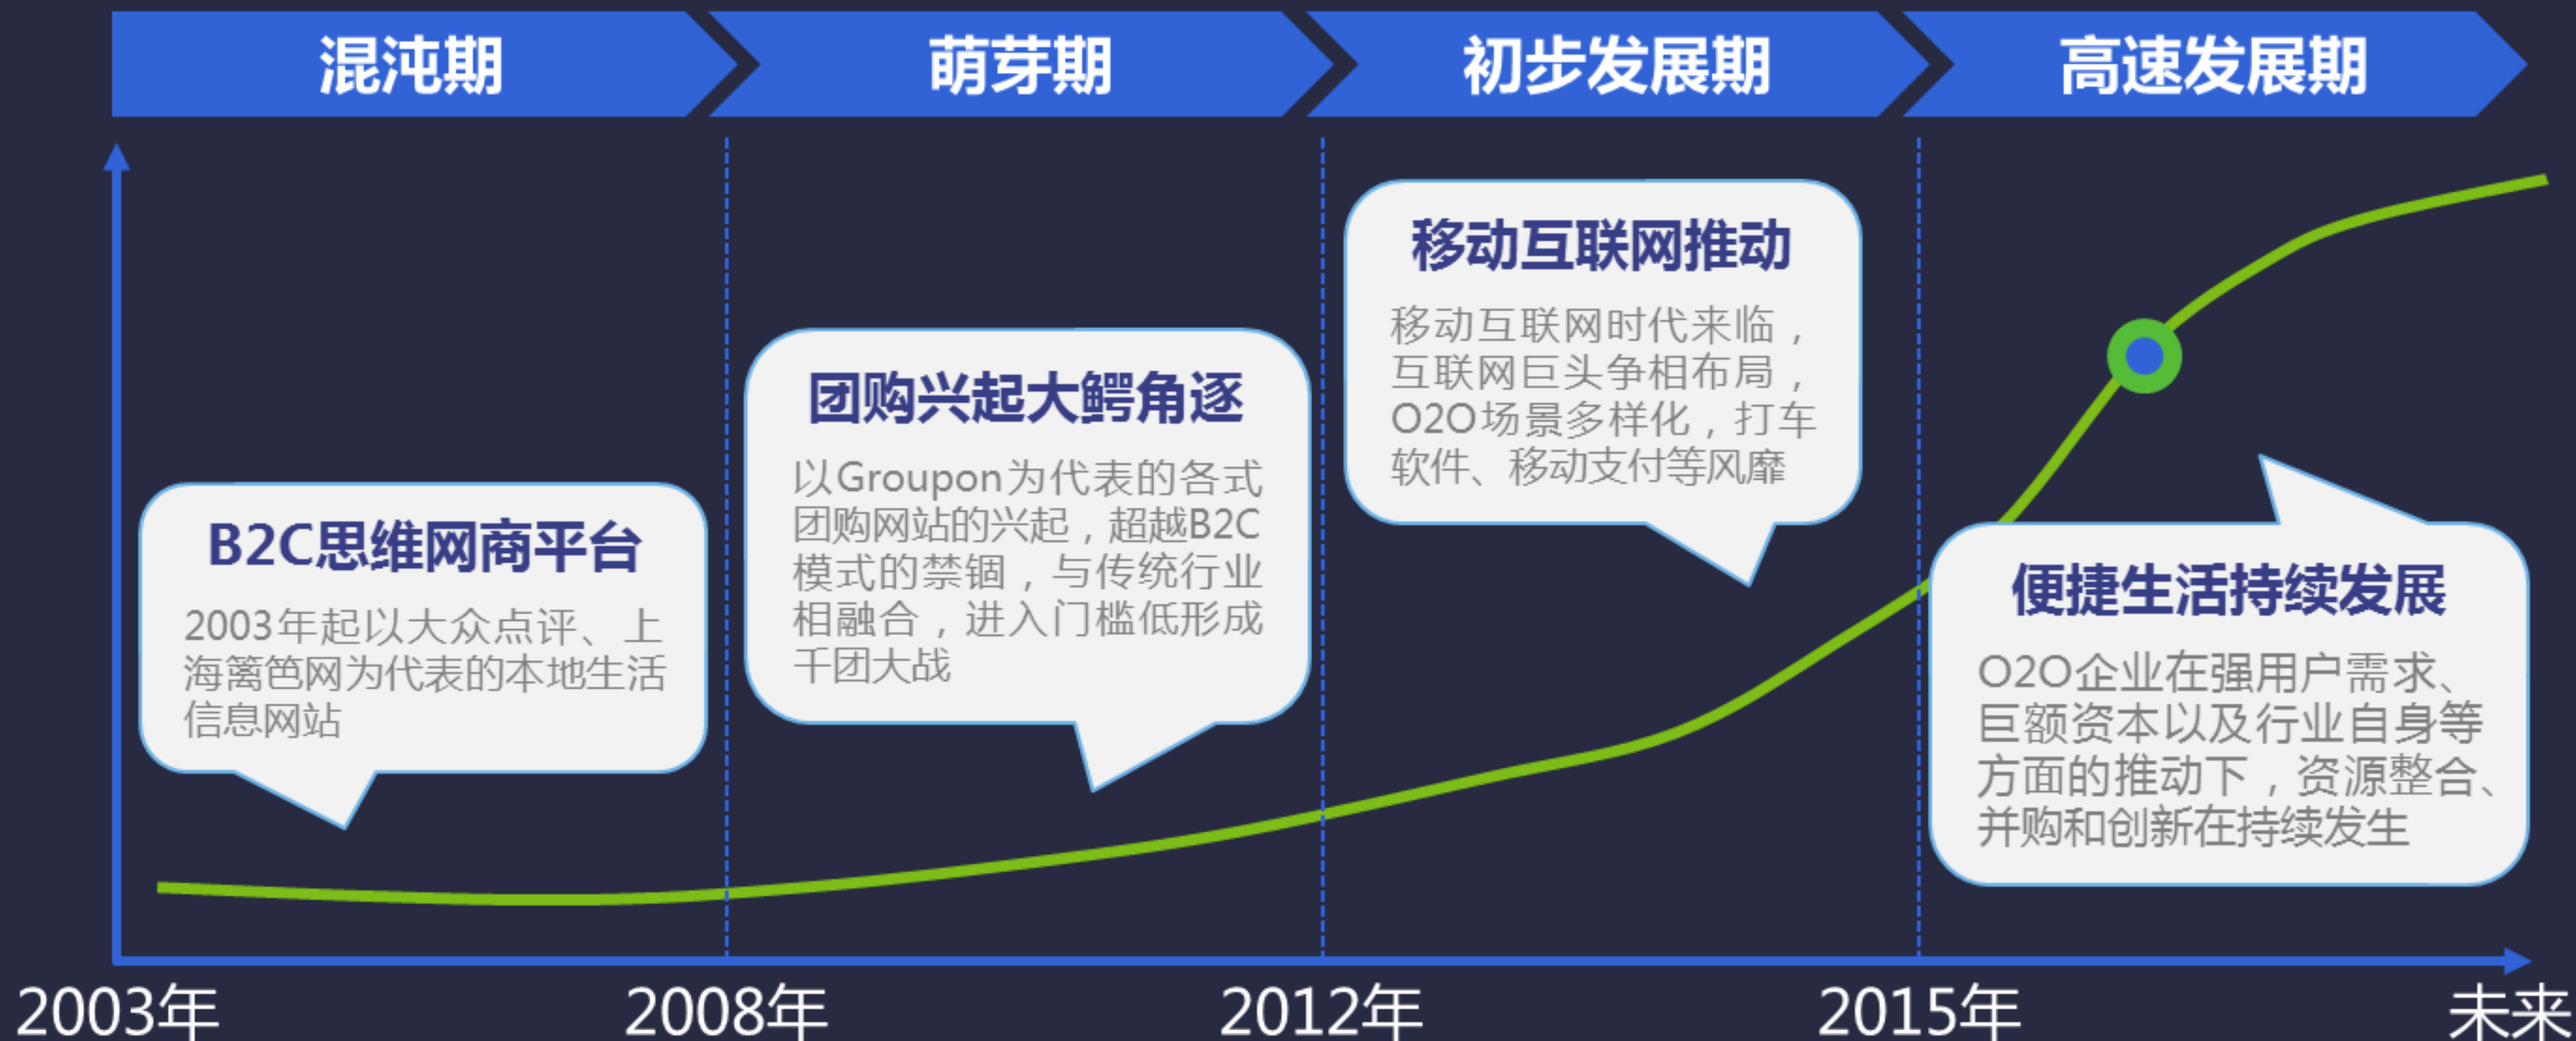 混沌期
萌芽期
初步发展期
高速发展期
B2C思维网商平台
2003年起以大众点评、上
海篱笆网为代表的本地生活
信息网站
团购兴起大鳄角逐
以Groupon为代表的各式
团购网站的兴起，超越B2C
模式的禁锢，与传统行业
相融合，进入门槛低形成
千团大战
移动互联网推动
移动互联网时代来临，
互联网巨头争相布局，
O2O场景多样化，打车
软件、移动支付等风靡
便捷生活持续发展
O2O企业在强用户需求、
巨额资本以及行业自身等
方面的推动下，资源整合、
并购和创新在持续发生
2003年
2008年
2012年
2015年
未来